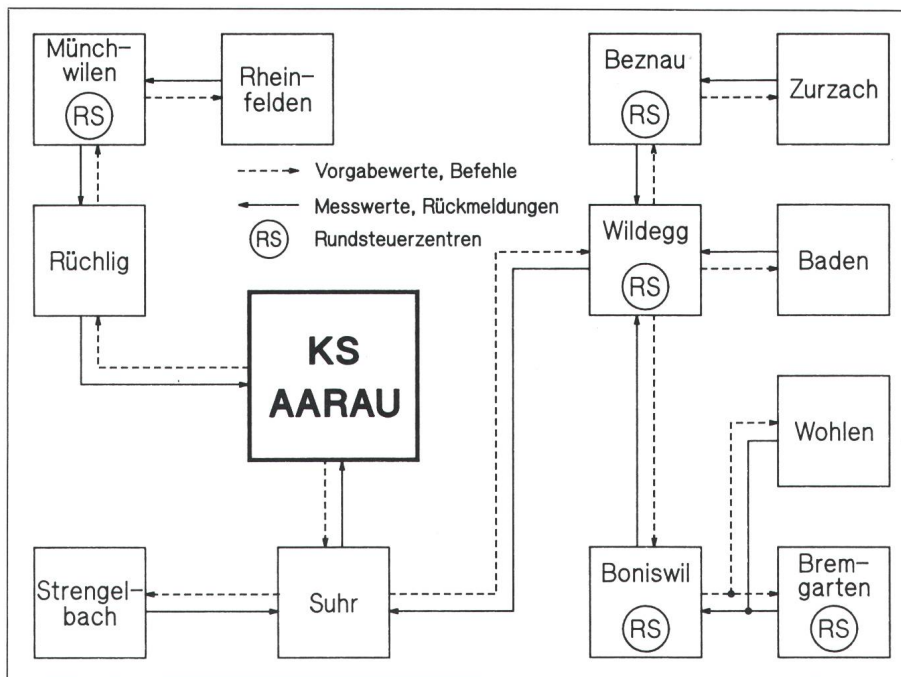 Münch-
wilen
RS
Rhein-
felden
Beznau
RS
Zurzach
Vorgabewerte, Befehle
Messwerte, Rückmeldungen
RS Rundsteuerzentren
Rüchlig
Wildegg
RS
Baden
KS
AARAU
Wohlen
Strengel-
bach
Suhr
Boniswil
RS
Brem-
garten
RS